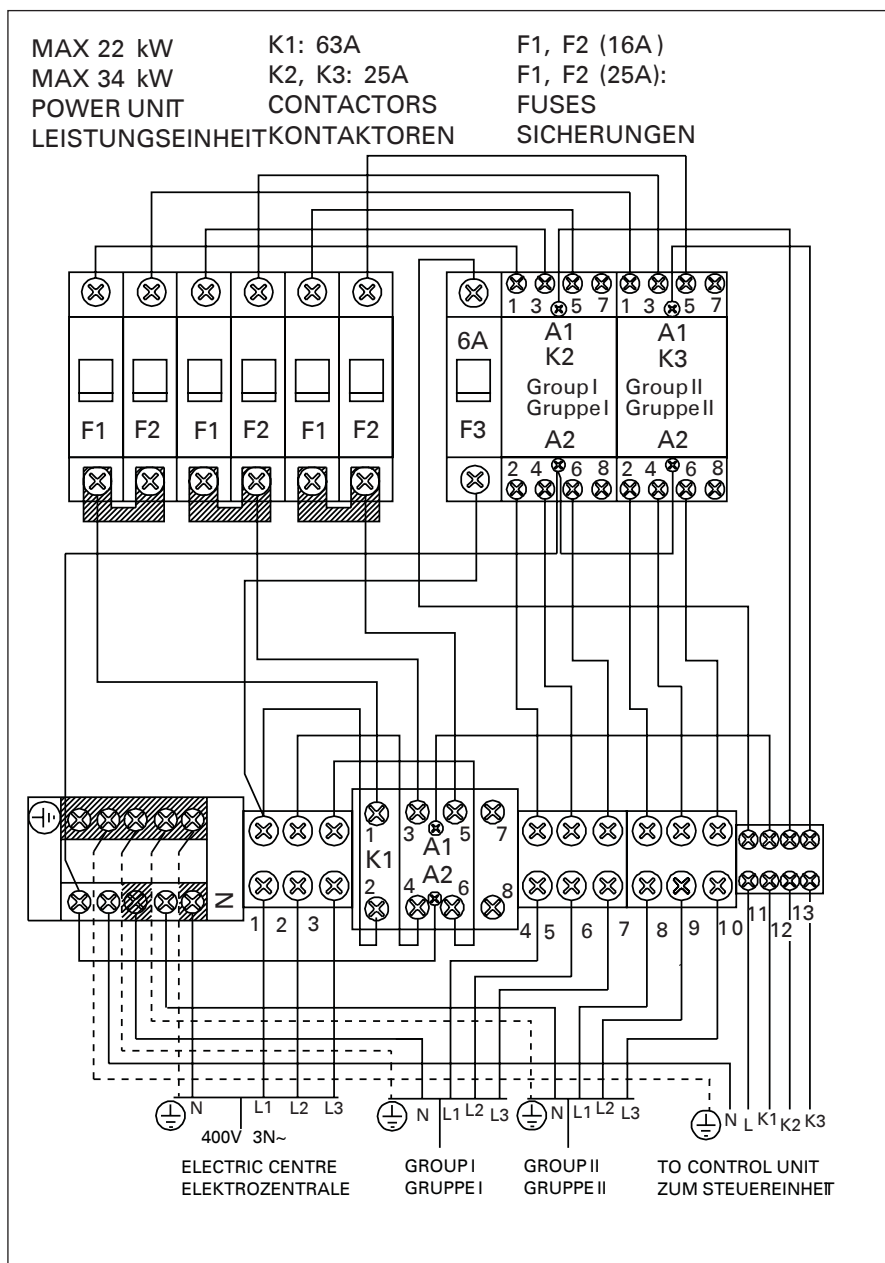 MAX 22 kW K1: 63A F1, F2 (16A)
MAX 34 kW K2, K3: 25A F1, F2 (25A):
POWER UNIT CONTACTORS FUSES
LEISTUNGSEINHEIT KONTAKTOREN SICHERUNGEN
1 3 5 7 1 3 5 7
6A A1 A1
K2 K3
Group I Group II
Gruppe I Gruppe II
F1 F2 F1 F2 F1 F2 F3 A2 A2
2 4 6 8 2 4 6 8
1 3 5 7
K1 A1
A2
2 4 6 8
N 1 2 3 4 5 6 7 8 9 10 11 12 13
N L1 L2 L3 N L1 L2 L3 N L1 L2 L3 N L K1 K2 K3
400V 3N~
ELECTRIC CENTRE GROUP I GROUP II TO CONTROL UNIT
ELEKTROZENTRALE GRUPPE I GRUPPE II ZUM STEUEREINHEIT